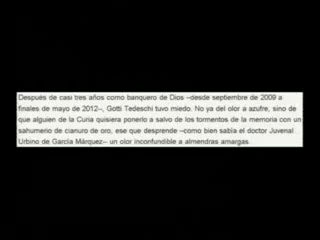 Después de casi tres años como banquero de Dios –desde septiembre de 2009 a
finales de mayo de 2012–, Gotti Tedeschi tuvo miedo. No ya del olor a azufre, sino de
que alguien de la Curia quisiera ponerlo a salvo de los tormentos de la memoria con un
sahumerio de cianuro de oro, ese que desprende –como bien sabía el doctor Juvenal
Urbino de García Márquez-- un olor inconfundible a almendras amargas.